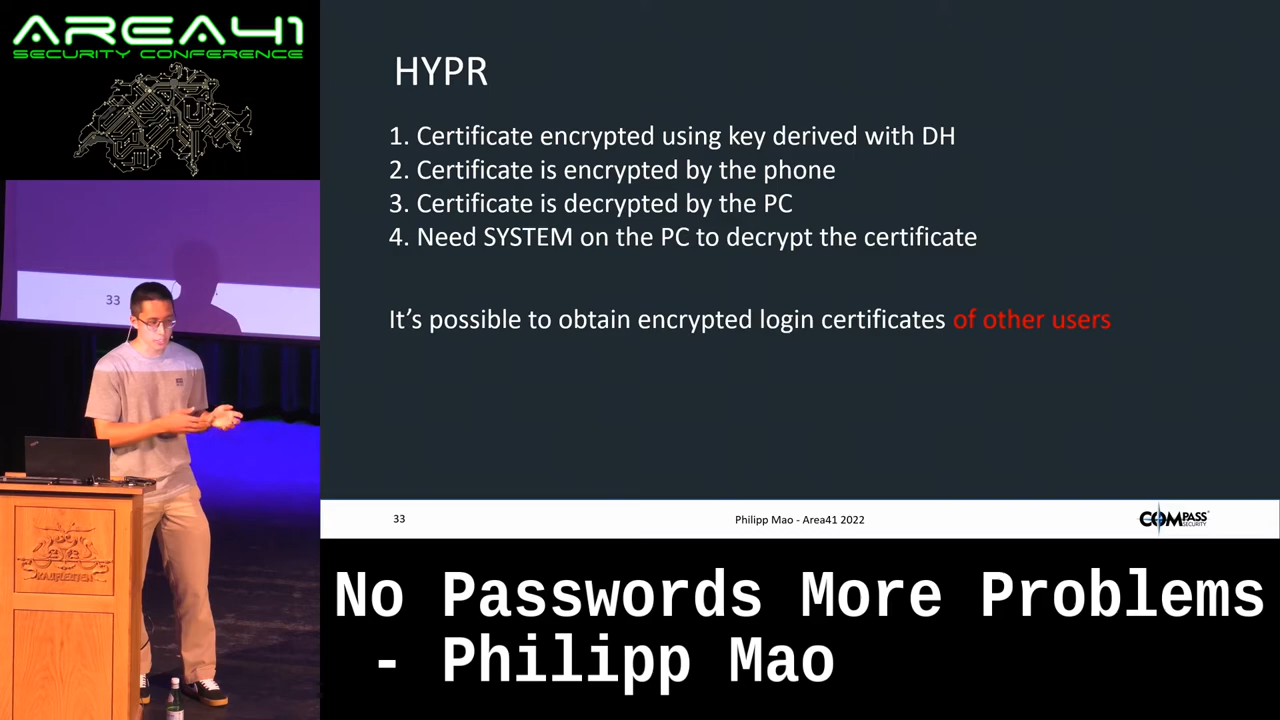 AREA41
SECURITY CONFERENCE
HYPR
1. Certificate encrypted using key derived with DH
2. Certificate is encrypted by the phone
3. Certificate is decrypted by the PC
4. Need SYSTEM on the PC to decrypt the certificate
It's possible to obtain encrypted login certificates of other users
33
33
Philipp Mao - Area41 2022
COMPASS
SECURITY
No Passwords More Problems
- Philipp Mao